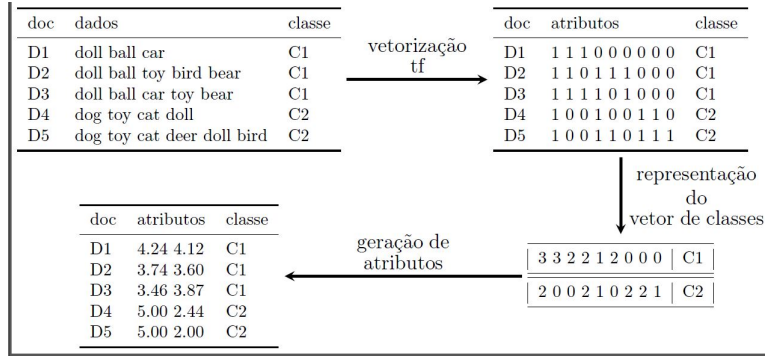 doc dados classe
D1 doll ball car C1
D2 doll ball toy bird bear C1
D3 doll ball car toy bear C1
D4 dog toy cat doll C2
D5 dog toy cat deer doll bird C2
vetorização
tf
doc atributos classe
D1 1 1 1 0 0 0 0 0 0 C1
D2 1 1 0 1 1 1 0 0 0 C1
D3 1 1 1 1 0 1 0 0 0 C1
D4 1 0 0 1 0 0 1 1 0 C2
D5 1 0 0 1 1 0 1 1 1 C2
representação
do
vetor de classes
3 3 2 2 1 2 0 0 0 | C1
2 0 0 2 1 0 2 2 1 | C2
geração de
atributos
doc atributos classe
D1 4.24 4.12 C1
D2 3.74 3.60 C1
D3 3.46 3.87 C1
D4 5.00 2.44 C2
D5 5.00 2.00 C2